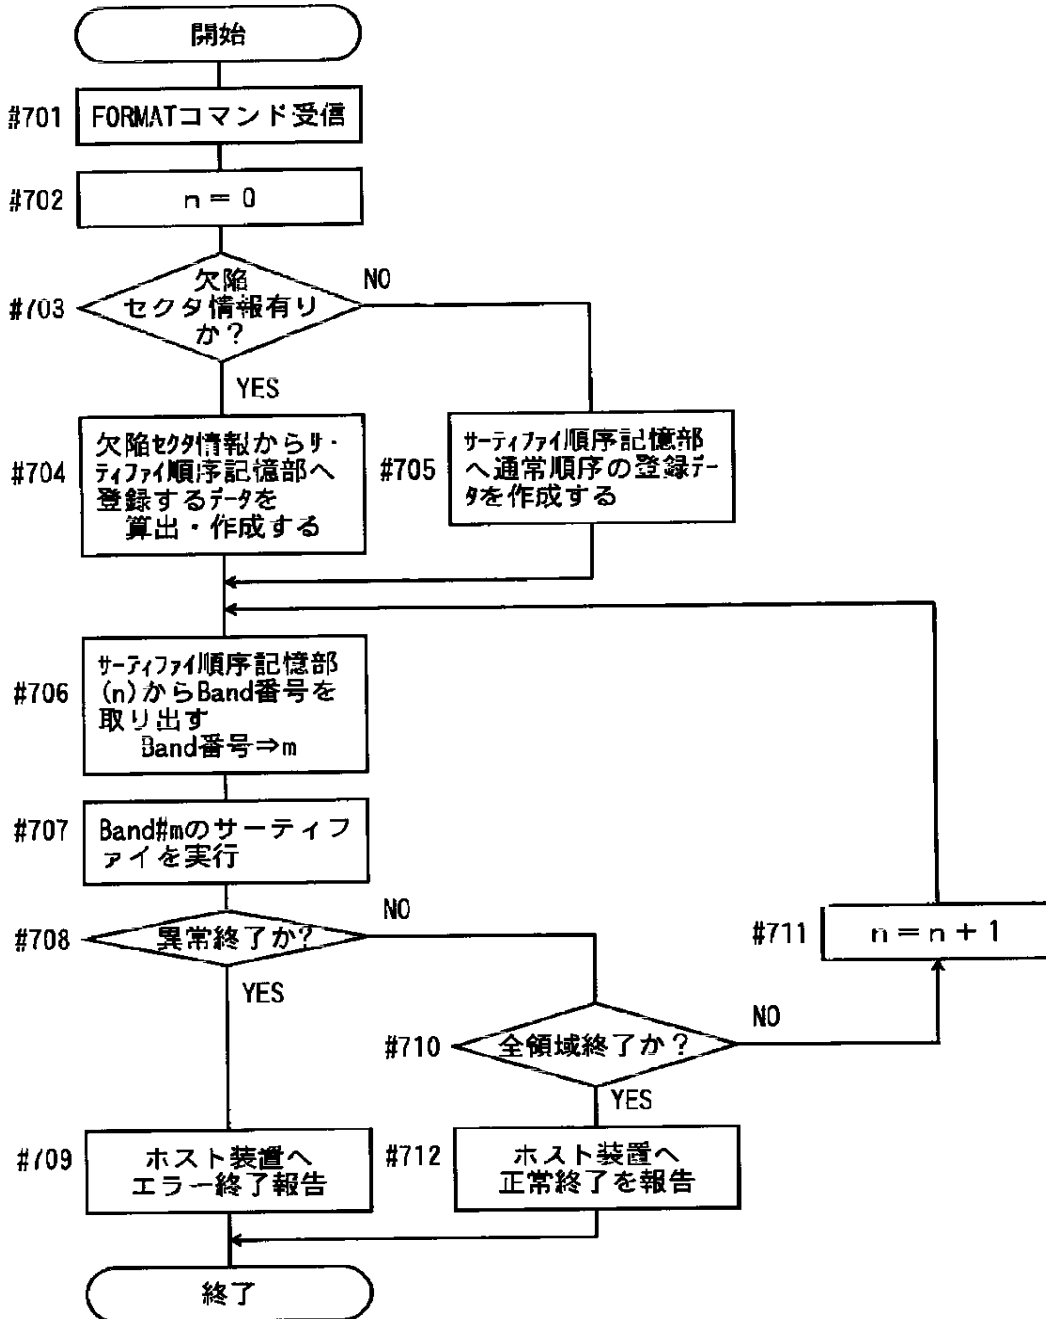 開始
#701
FORMATコマンド受信
#702
n = 0
#703
欠陥
セクタ情報有り
か?
NO
YES
#704
欠陥セクタ情報からサー
ティファイ順序記憶部へ
登録するデータを
算出・作成する
#705
サーティファイ順序記憶部
へ通常順序の登録デー
タを作成する
#706
サーティファイ順序記憶部
(n)からBand番号を
取り出す
Band番号⇒m
#707
Band#mのサーティフ
ァイを実行
#708
異常終了か?
NO
YES
#711
n = n + 1
#710
全領域終了か?
NO
YES
#709
ホスト装置へ
エラー終了報告
#712
ホスト装置へ
正常終了を報告
終了